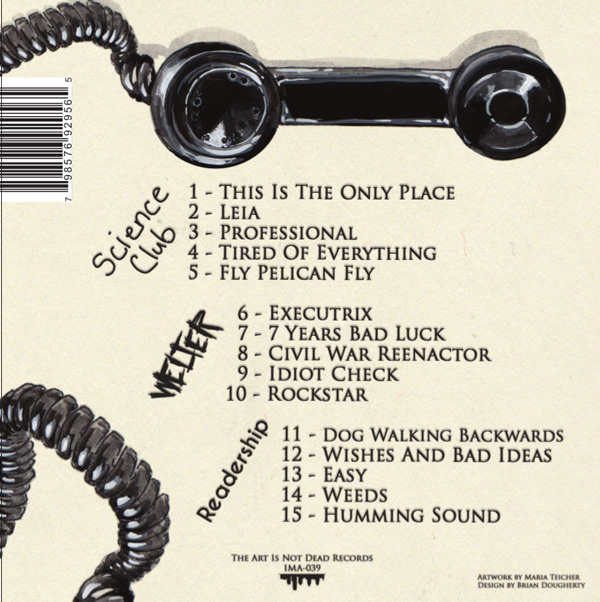 7 98576 92956 5
Science
Club
1 - THIS IS THE ONLY PLACE
2 - LEIA
3 - PROFESSIONAL
4 - TIRED OF EVERYTHING
5 - FLY PELICAN FLY
WELTER
6 - EXECUTRIX
7 - 7 YEARS BAD LUCK
8 - CIVIL WAR REENACTOR
9 - IDIOT CHECK
10 - ROCKSTAR
Readership
11 - DOG WALKING BACKWARDS
12 - WISHES AND BAD IDEAS
13 - EASY
14 - WEEDS
15 - HUMMING SOUND
THE ART IS NOT DEAD RECORDS
IMA-039
ARTWORK BY MARIA TEICHER
DESIGN BY BRIAN DOUGHERTY